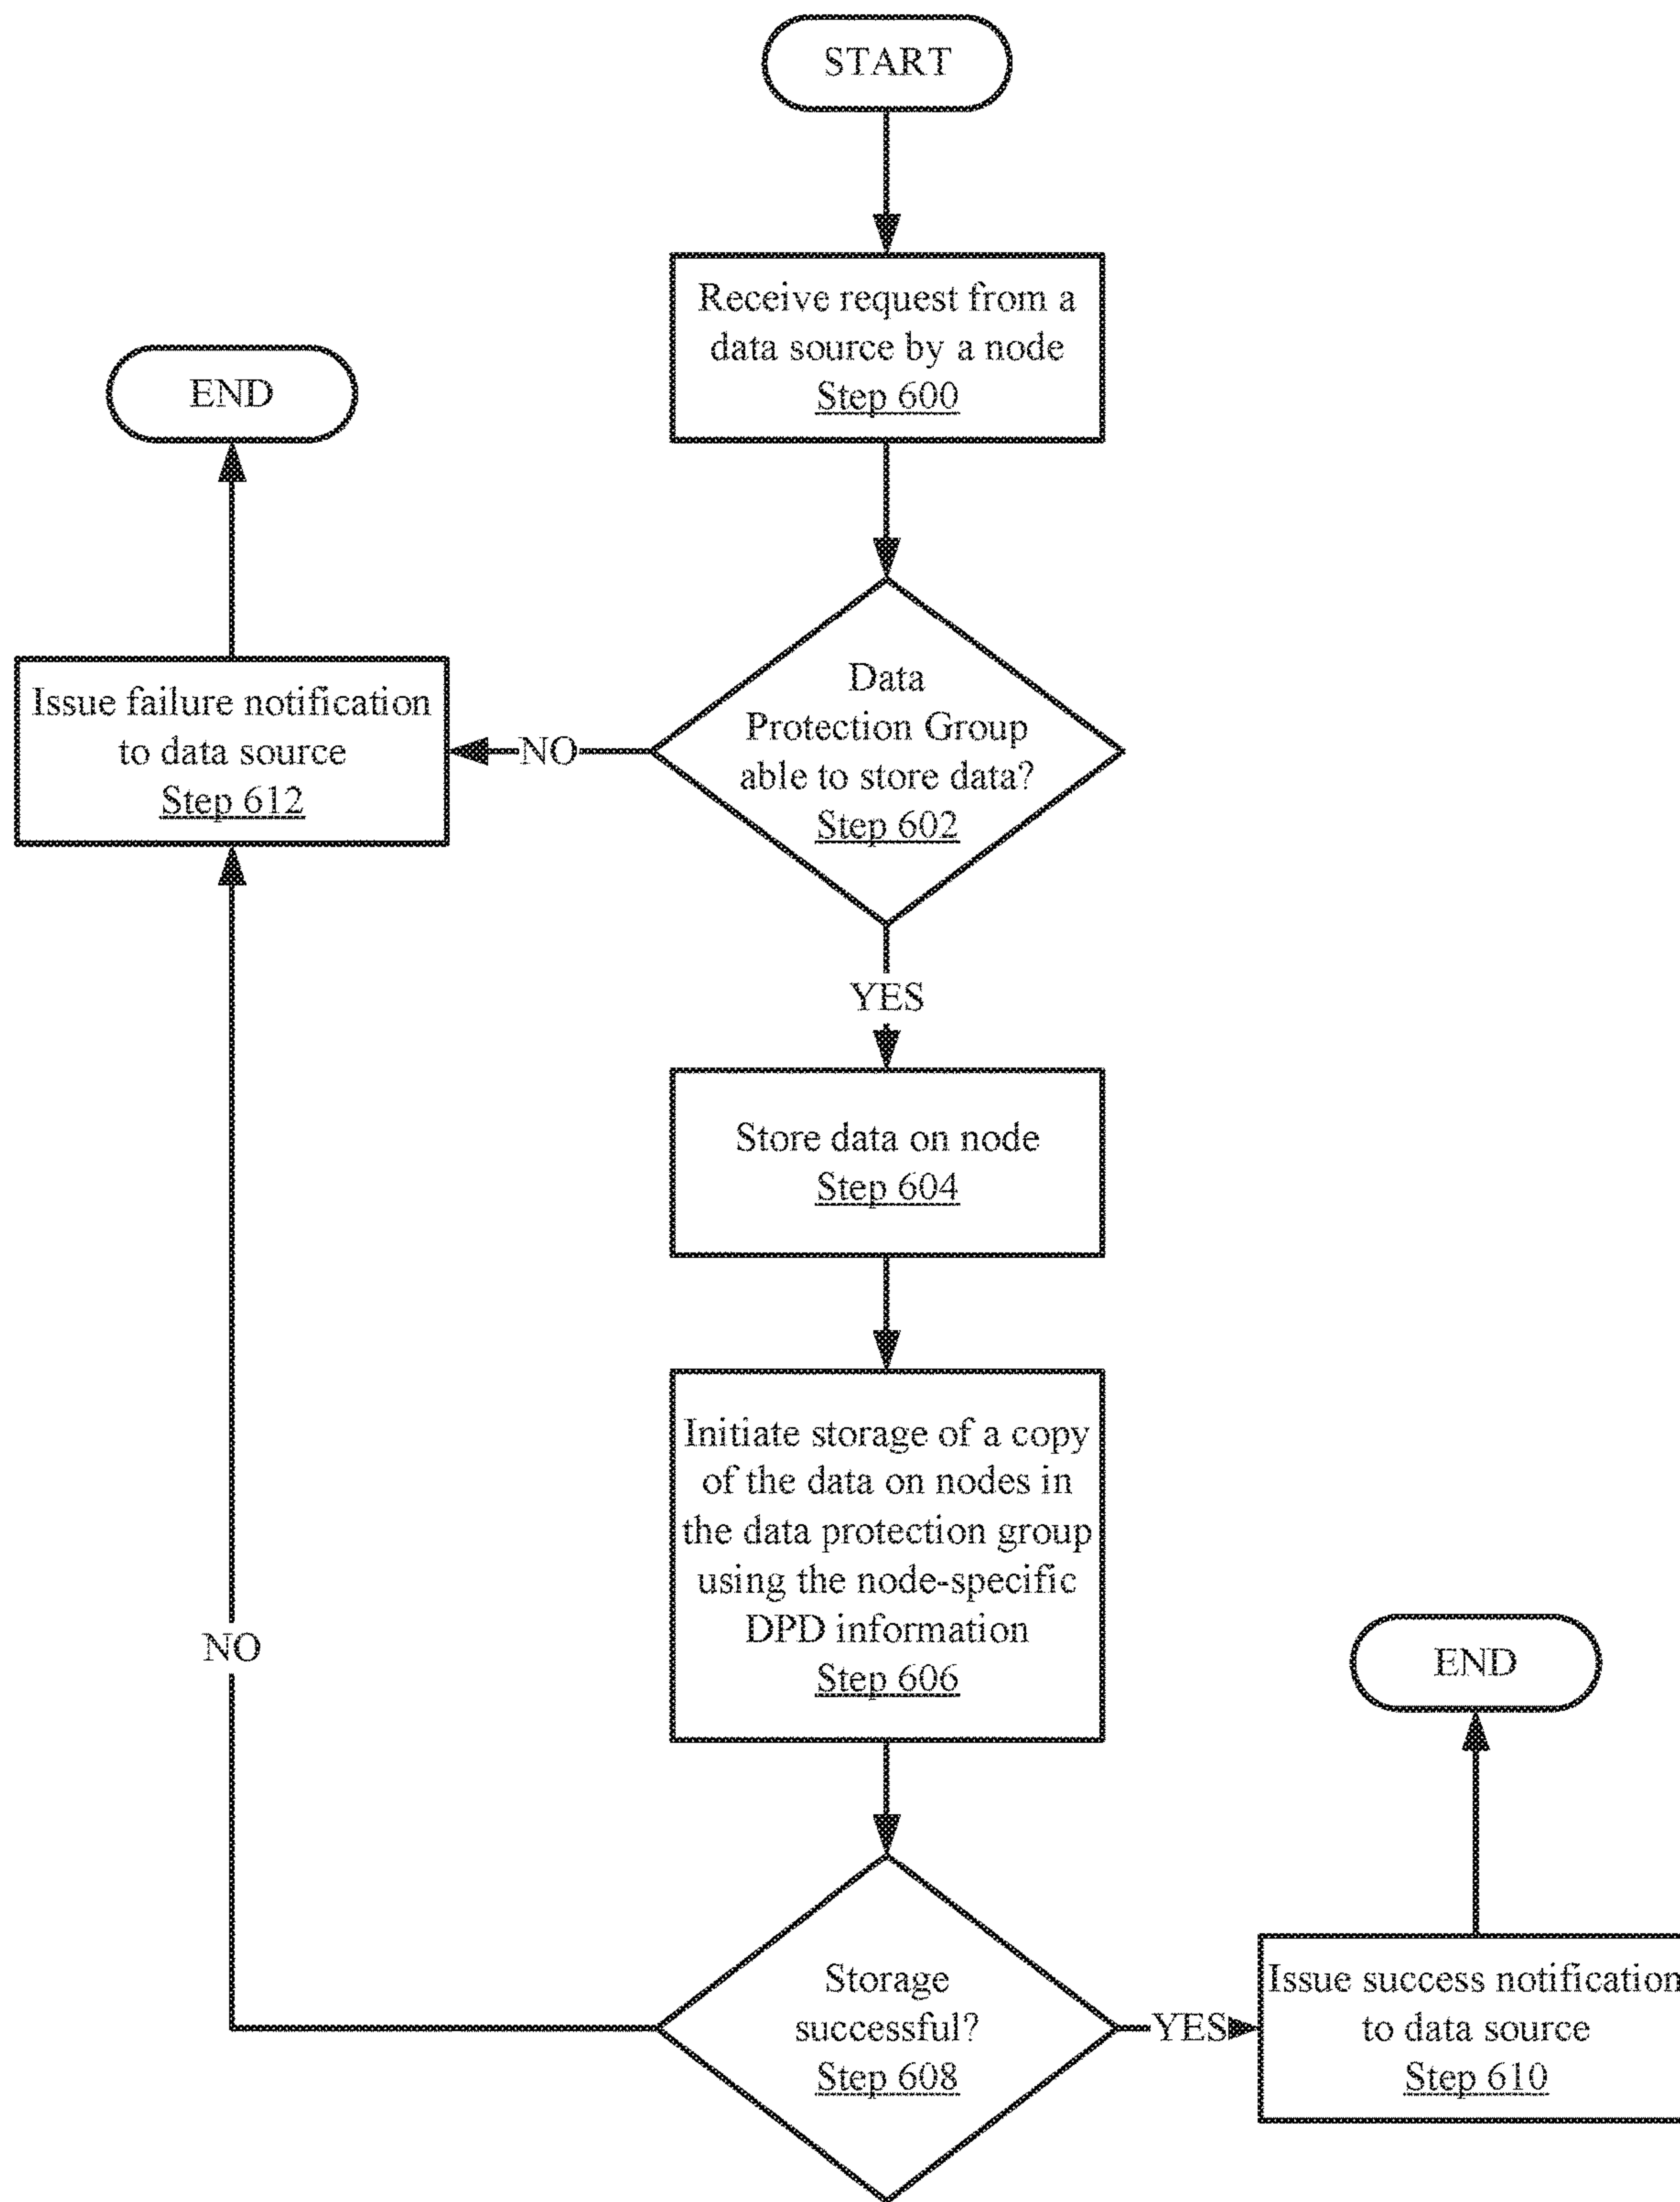 START
Receive request from a
data source by a node
Step 600
END
Data
Protection Group
able to store data?
Step 602
NO
Issue failure notification
to data source
Step 612
YES
Store data on node
Step 604
Initiate storage of a copy
of the data on nodes in
the data protection group
using the node-specific
DPD information
Step 606
NO
END
Storage
successful?
Step 608
YES
Issue success notification
to data source
Step 610